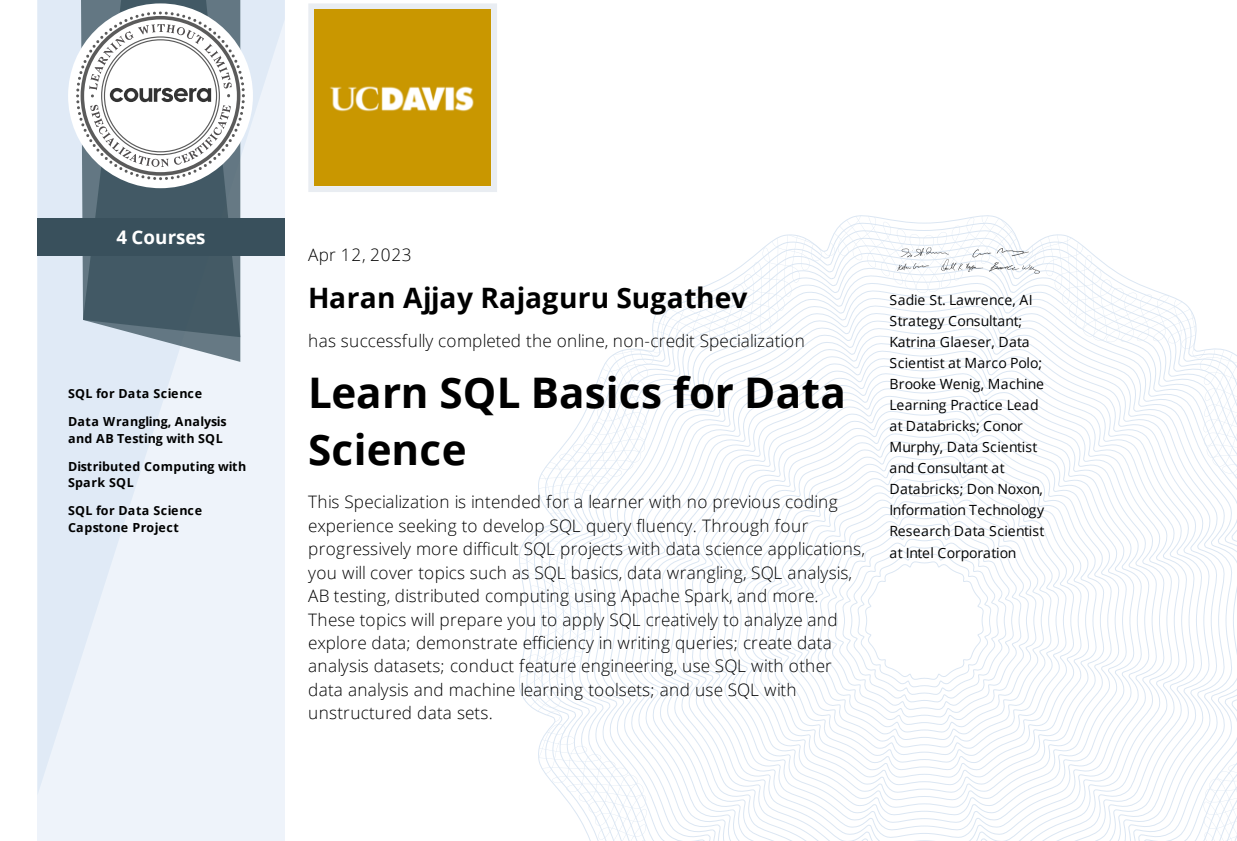 LEARNING WITHOUT LIMITS
coursera
SPECIALIZATION CERTIFICATE
4 Courses
SQL for Data Science
Data Wrangling, Analysis
and AB Testing with SQL
Distributed Computing with
Spark SQL
SQL for Data Science
Capstone Project
UCDAVIS
Apr 12, 2023
Haran Ajjay Rajaguru Sugathev
has successfully completed the online, non-credit Specialization
Learn SQL Basics for Data
Science
This Specialization is intended for a learner with no previous coding
experience seeking to develop SQL query fluency. Through four
progressively more difficult SQL projects with data science applications,
you will cover topics such as SQL basics, data wrangling, SQL analysis,
AB testing, distributed computing using Apache Spark, and more.
These topics will prepare you to apply SQL creatively to analyze and
explore data; demonstrate efficiency in writing queries; create data
analysis datasets; conduct feature engineering, use SQL with other
data analysis and machine learning toolsets; and use SQL with
unstructured data sets.
Sadie St. Lawrence, AI
Strategy Consultant;
Katrina Glaeser, Data
Scientist at Marco Polo;
Brooke Wenig, Machine
Learning Practice Lead
at Databricks; Conor
Murphy, Data Scientist
and Consultant at
Databricks; Don Noxon,
Information Technology
Research Data Scientist
at Intel Corporation